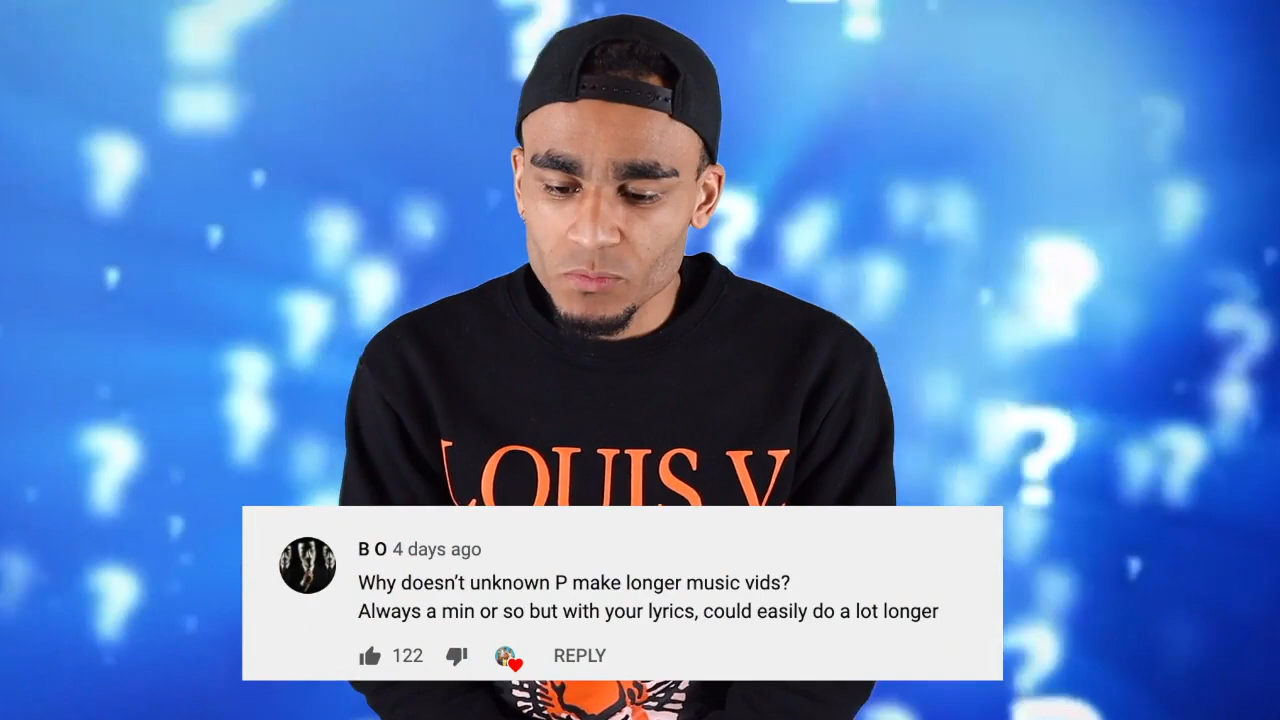 LOUIS V
B O 4 days ago
Why doesn't unknown P make longer music vids?
Always a min or so but with your lyrics, could easily do a lot longer
122
REPLY